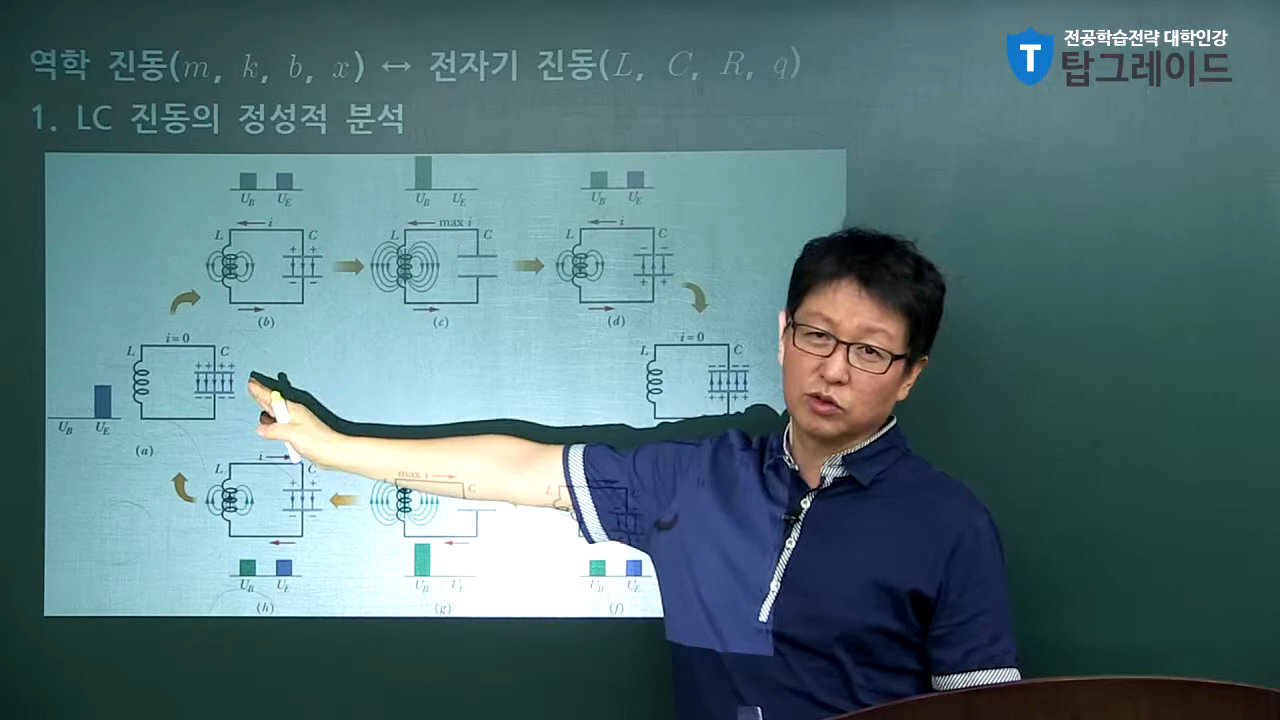 전공학습전략 대학인강
T 탑그레이드
역학 진동(m, k, b, x) ↔ 전자기 진동(L, C, R, q)
1. LC 진동의 정성적 분석
U_B U_E
U_B U_E
U_B U_E
i
max i
i
L C
L C
L C
(b)
(c)
(d)
i=0
i=0
L C
L C
U_B U_E
(a)
i
max i
L C
C
U_B U_E
U_B
U_E
(h)
(g)
(f)